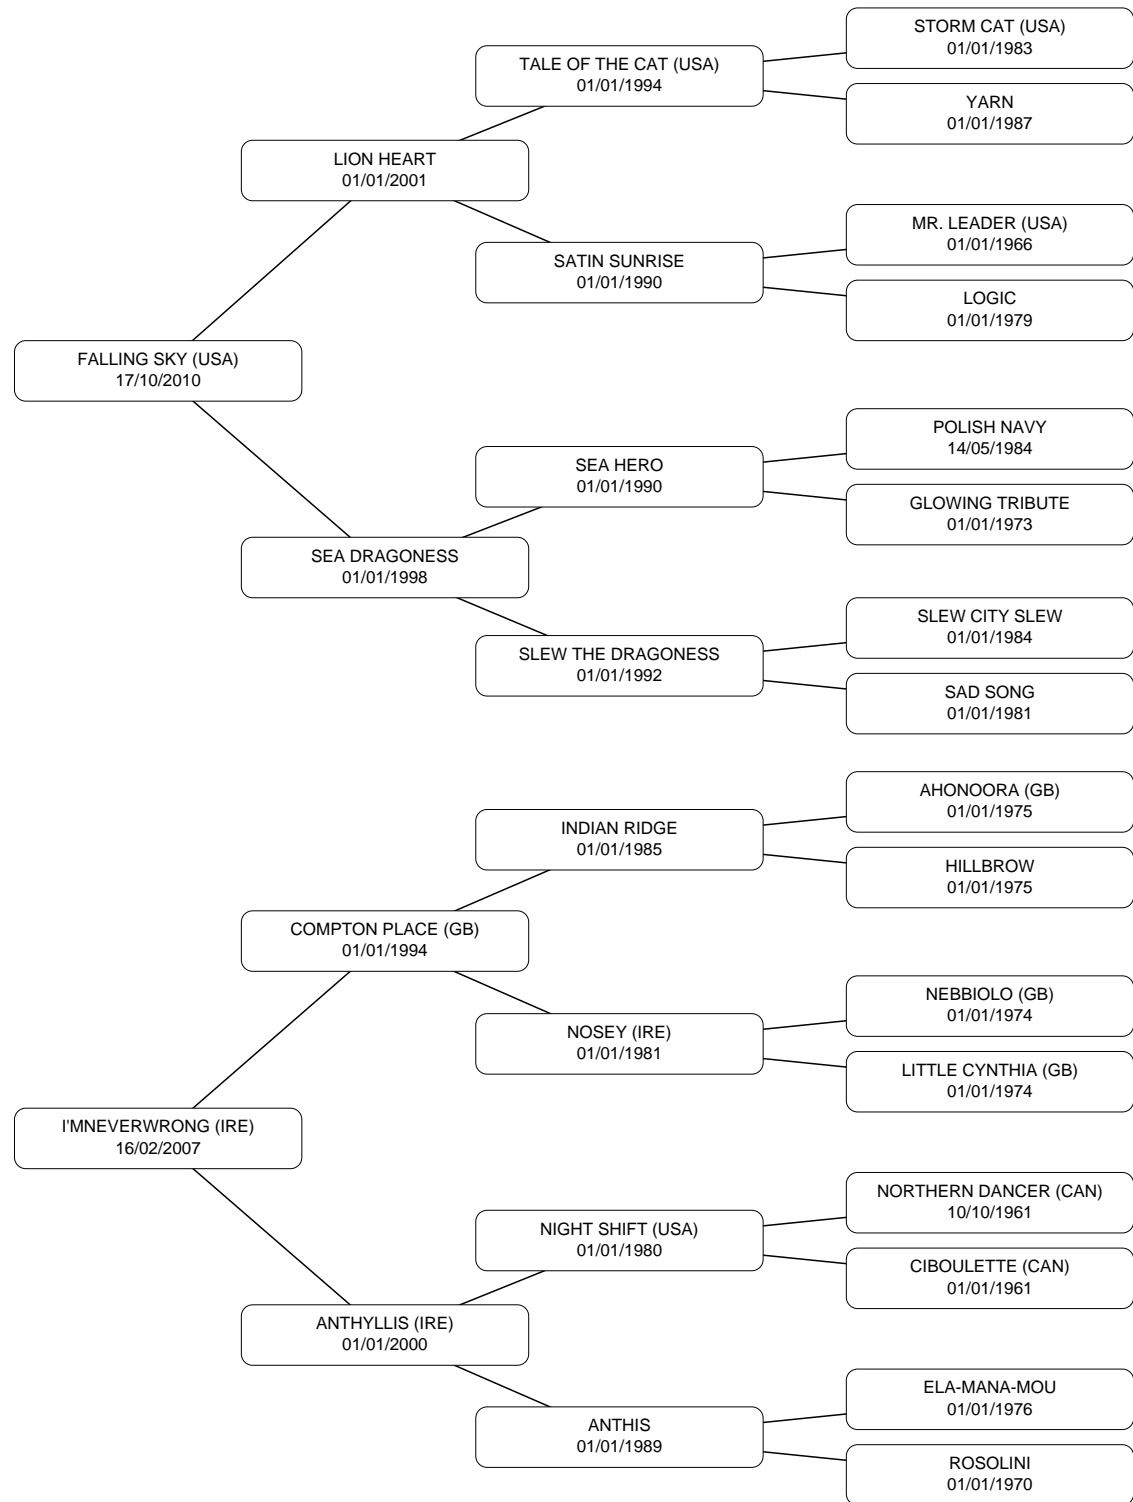 STORM CAT (USA)
01/01/1983
TALE OF THE CAT (USA)
01/01/1994
YARN
01/01/1987
LION HEART
01/01/2001
MR. LEADER (USA)
01/01/1966
SATIN SUNRISE
01/01/1990
LOGIC
01/01/1979
FALLING SKY (USA)
17/10/2010
POLISH NAVY
14/05/1984
SEA HERO
01/01/1990
GLOWING TRIBUTE
01/01/1973
SEA DRAGONESS
01/01/1998
SLEW CITY SLEW
01/01/1984
SLEW THE DRAGONESS
01/01/1992
SAD SONG
01/01/1981
AHONOORA (GB)
01/01/1975
INDIAN RIDGE
01/01/1985
HILLBROW
01/01/1975
COMPTON PLACE (GB)
01/01/1994
NEBBIOLO (GB)
01/01/1974
NOSEY (IRE)
01/01/1981
LITTLE CYNTHIA (GB)
01/01/1974
I'MNEVERWRONG (IRE)
16/02/2007
NORTHERN DANCER (CAN)
10/10/1961
NIGHT SHIFT (USA)
01/01/1980
CIBOULETTE (CAN)
01/01/1961
ANTHYLLIS (IRE)
01/01/2000
ELA-MANA-MOU
01/01/1976
ANTHIS
01/01/1989
ROSOLINI
01/01/1970